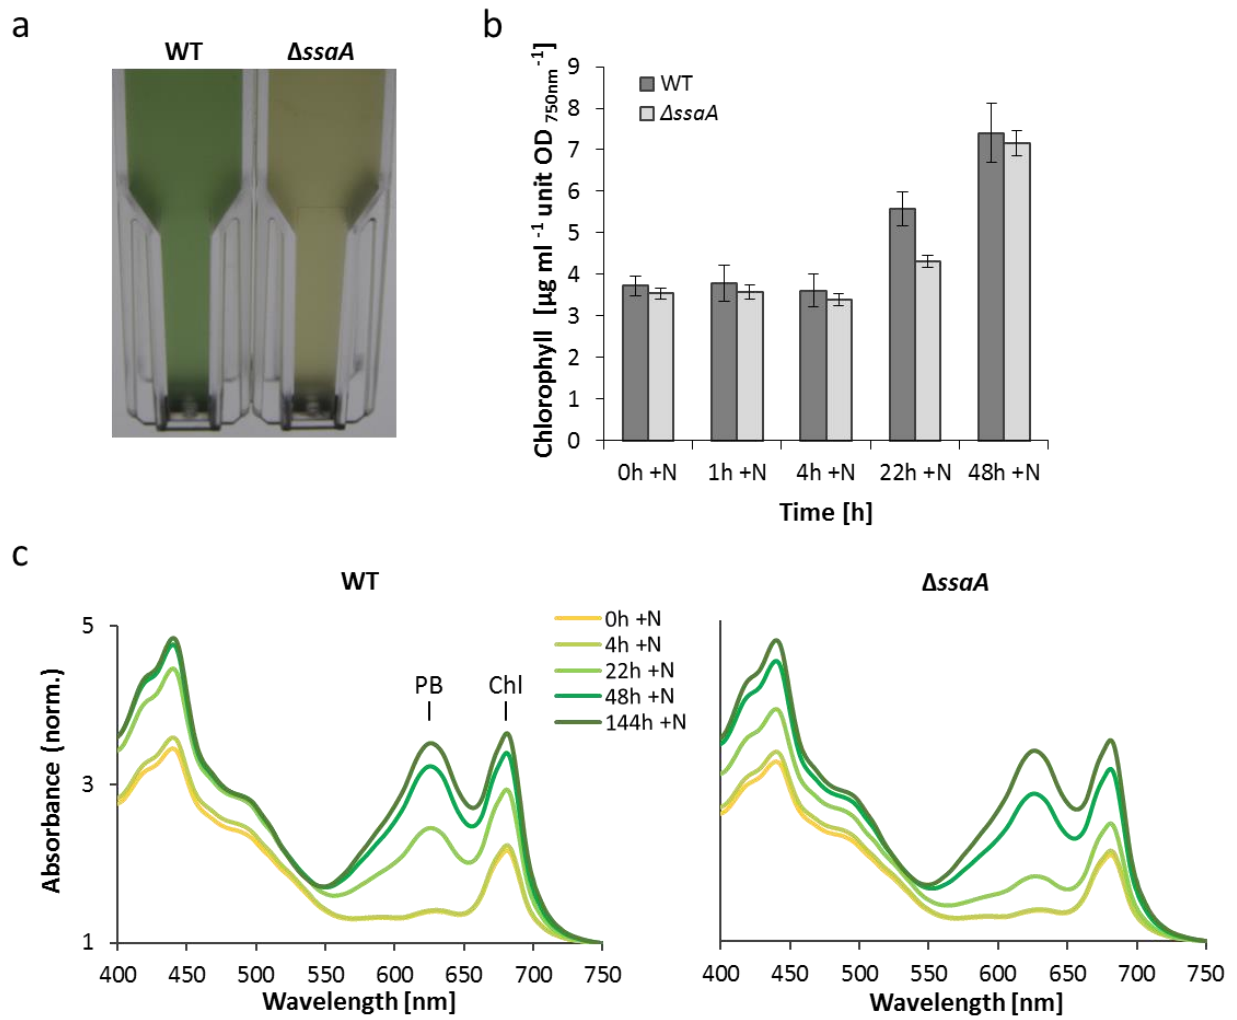 a
WT ΔssaA
b
Chlorophyll [µg ml ⁻¹ unit OD₇₅₀ₙₘ⁻¹]
9
8
7
6
5
4
3
2
1
0
WT
ΔssaA
0h +N 1h +N 4h +N 22h +N 48h +N
Time [h]
c
WT
Absorbance (norm.)
5
3
1
PB Chl
400 450 500 550 600 650 700 750
Wavelength [nm]
0h +N
4h +N
22h +N
48h +N
144h +N
ΔssaA
400 450 500 550 600 650 700 750
Wavelength [nm]